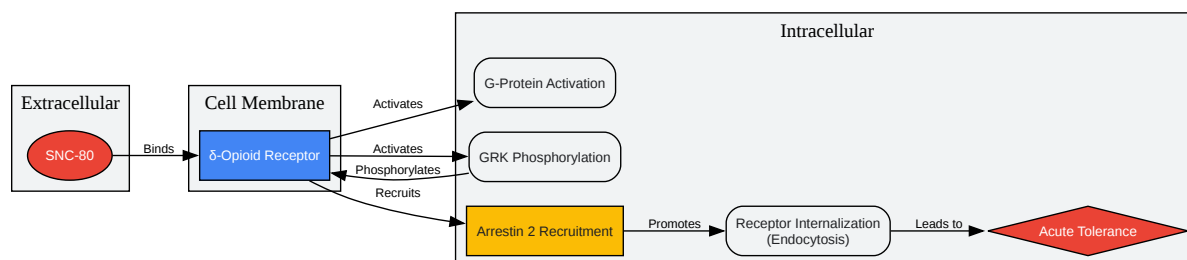 Intracellular
Extracellular
Cell Membrane
SNC-80
Binds
δ-Opioid Receptor
Activates
G-Protein Activation
Activates
GRK Phosphorylation
Phosphorylates
Recruits
Arrestin 2 Recruitment
Promotes
Receptor Internalization
(Endocytosis)
Leads to
Acute Tolerance